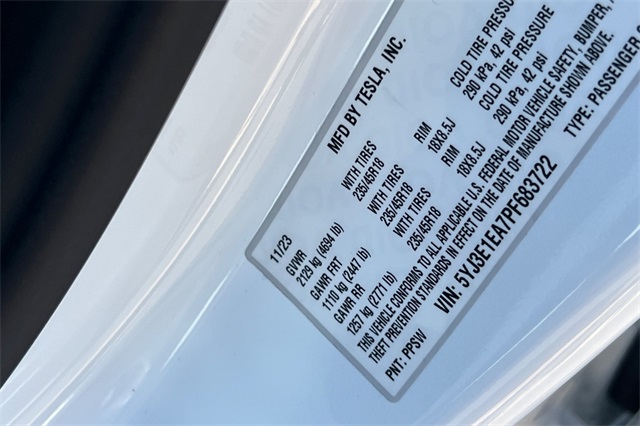 MFD BY TESLA, INC.
11/23
GVWR
2129 kg (4694 lb)
WITH TIRES
235/45R18
RIM
18X8.5J
COLD TIRE PRESSURE
290 kPa, 42 psi
GAWR FRT
1110 kg (2447 lb)
WITH TIRES
235/45R18
RIM
18X8.5J
COLD TIRE PRESSURE
290 kPa, 42 psi
GAWR RR
1257 kg (2771 lb)
WITH TIRES
235/45R18
RIM
18X8.5J
THIS VEHICLE CONFORMS TO ALL APPLICABLE U.S. FEDERAL MOTOR VEHICLE SAFETY, BUMPER,
THEFT PREVENTION STANDARDS IN EFFECT ON THE DATE OF MANUFACTURE SHOWN ABOVE.
VIN: 5YJ3E1EA7PF683722
TYPE: PASSENGER
PNT: PPSW